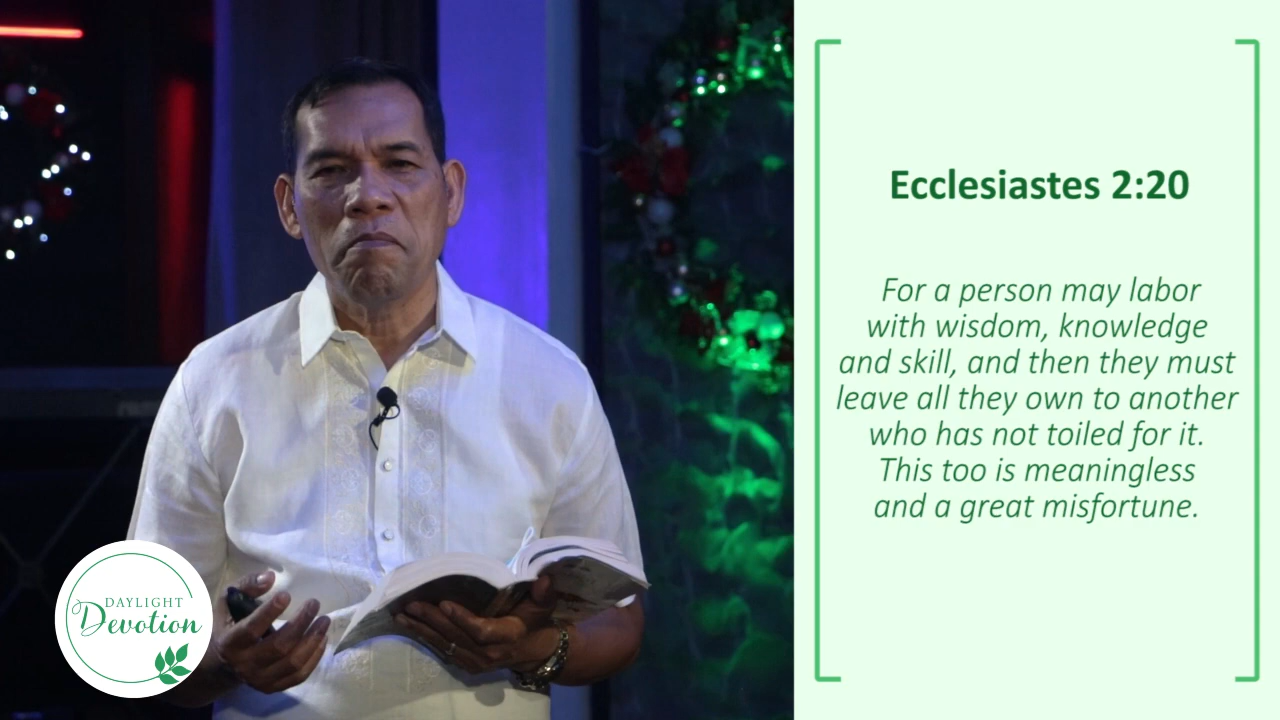 DAYLIGHT
Devotion
Ecclesiastes 2:20
For a person may labor
with wisdom, knowledge
and skill, and then they must
leave all they own to another
who has not toiled for it.
This too is meaningless
and a great misfortune.